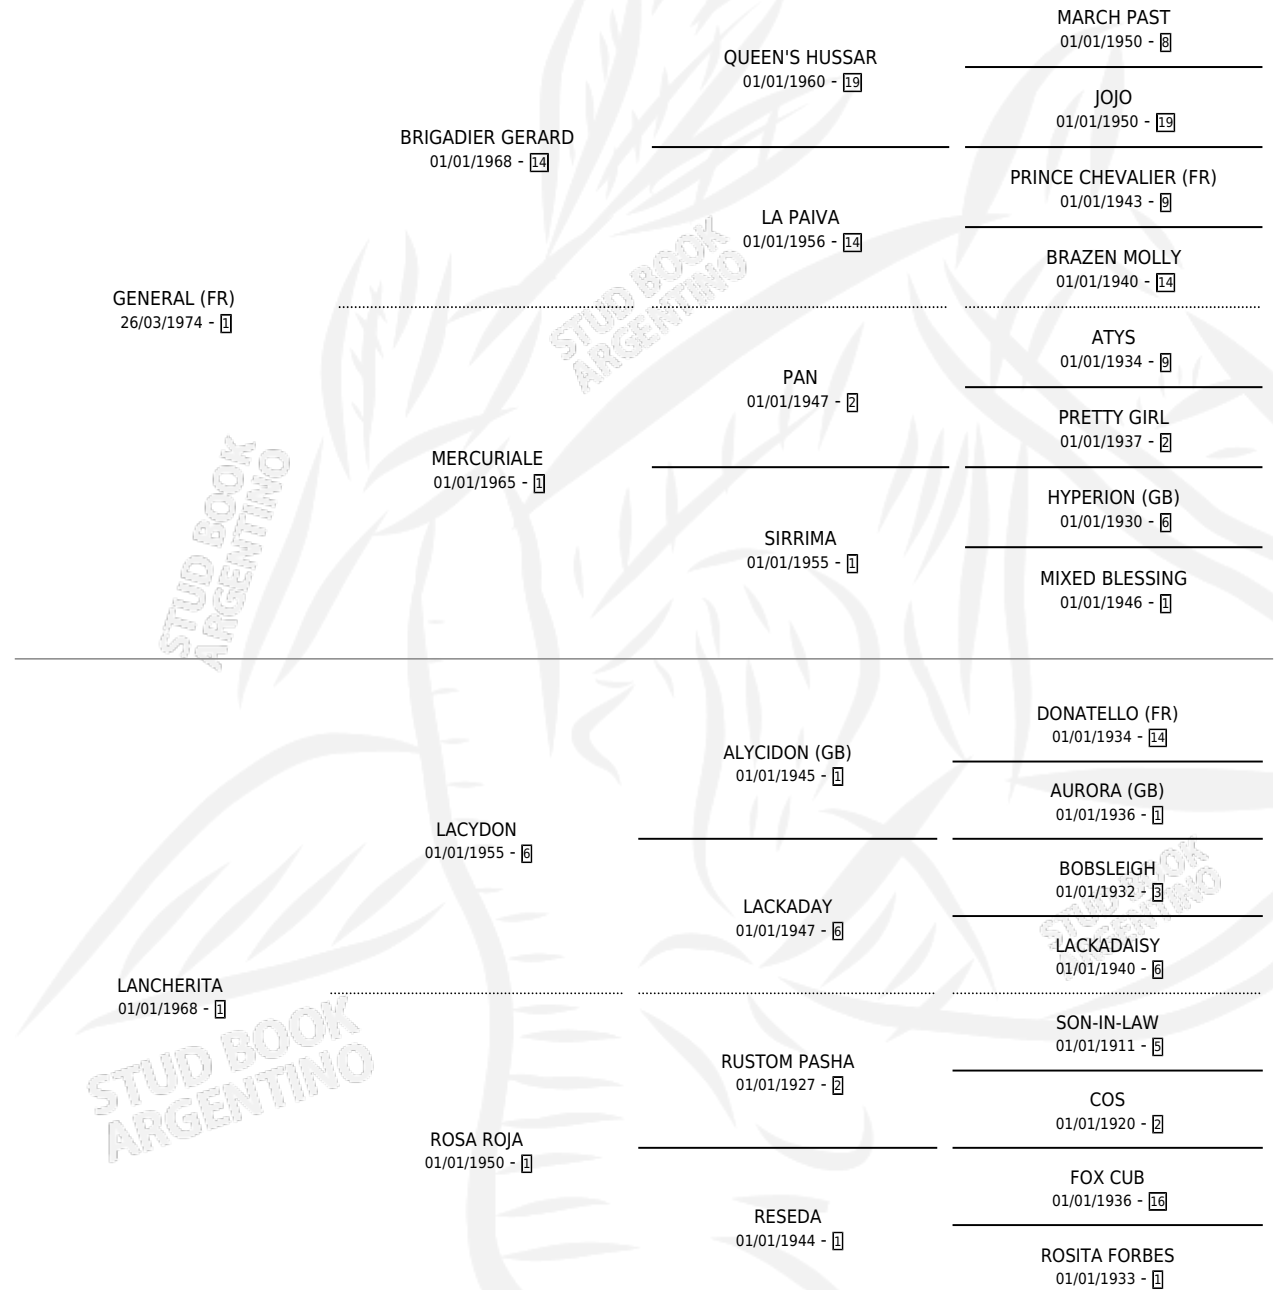 MARCH PAST
01/01/1950 - 8
QUEEN'S HUSSAR
01/01/1960 - 19
JOJO
01/01/1950 - 19
BRIGADIER GERARD
01/01/1968 - 14
PRINCE CHEVALIER (FR)
01/01/1943 - 9
LA PAIVA
01/01/1956 - 14
BRAZEN MOLLY
01/01/1940 - 14
GENERAL (FR)
26/03/1974 - 1
STUD BOOK
ARGENTINO
ATYS
01/01/1934 - 9
PAN
01/01/1947 - 2
PRETTY GIRL
01/01/1937 - 2
MERCURIALE
01/01/1965 - 1
STUD BOOK
ARGENTINO
HYPERION (GB)
01/01/1930 - 6
SIRRIMA
01/01/1955 - 1
MIXED BLESSING
01/01/1946 - 1
DONATELLO (FR)
01/01/1934 - 14
ALYCIDON (GB)
01/01/1945 - 1
AURORA (GB)
01/01/1936 - 1
LACYDON
01/01/1955 - 6
BOBSLEIGH
01/01/1932 - 3
STUD BOOK
ARGENTINO
LACKADAY
01/01/1947 - 6
LACKADAISY
01/01/1940 - 6
LANCHERITA
01/01/1968 - 1
STUD BOOK
ARGENTINO
SON-IN-LAW
01/01/1911 - 5
RUSTOM PASHA
01/01/1927 - 2
COS
01/01/1920 - 2
ROSA ROJA
01/01/1950 - 1
FOX CUB
01/01/1936 - 16
RESEDA
01/01/1944 - 1
ROSITA FORBES
01/01/1933 - 1